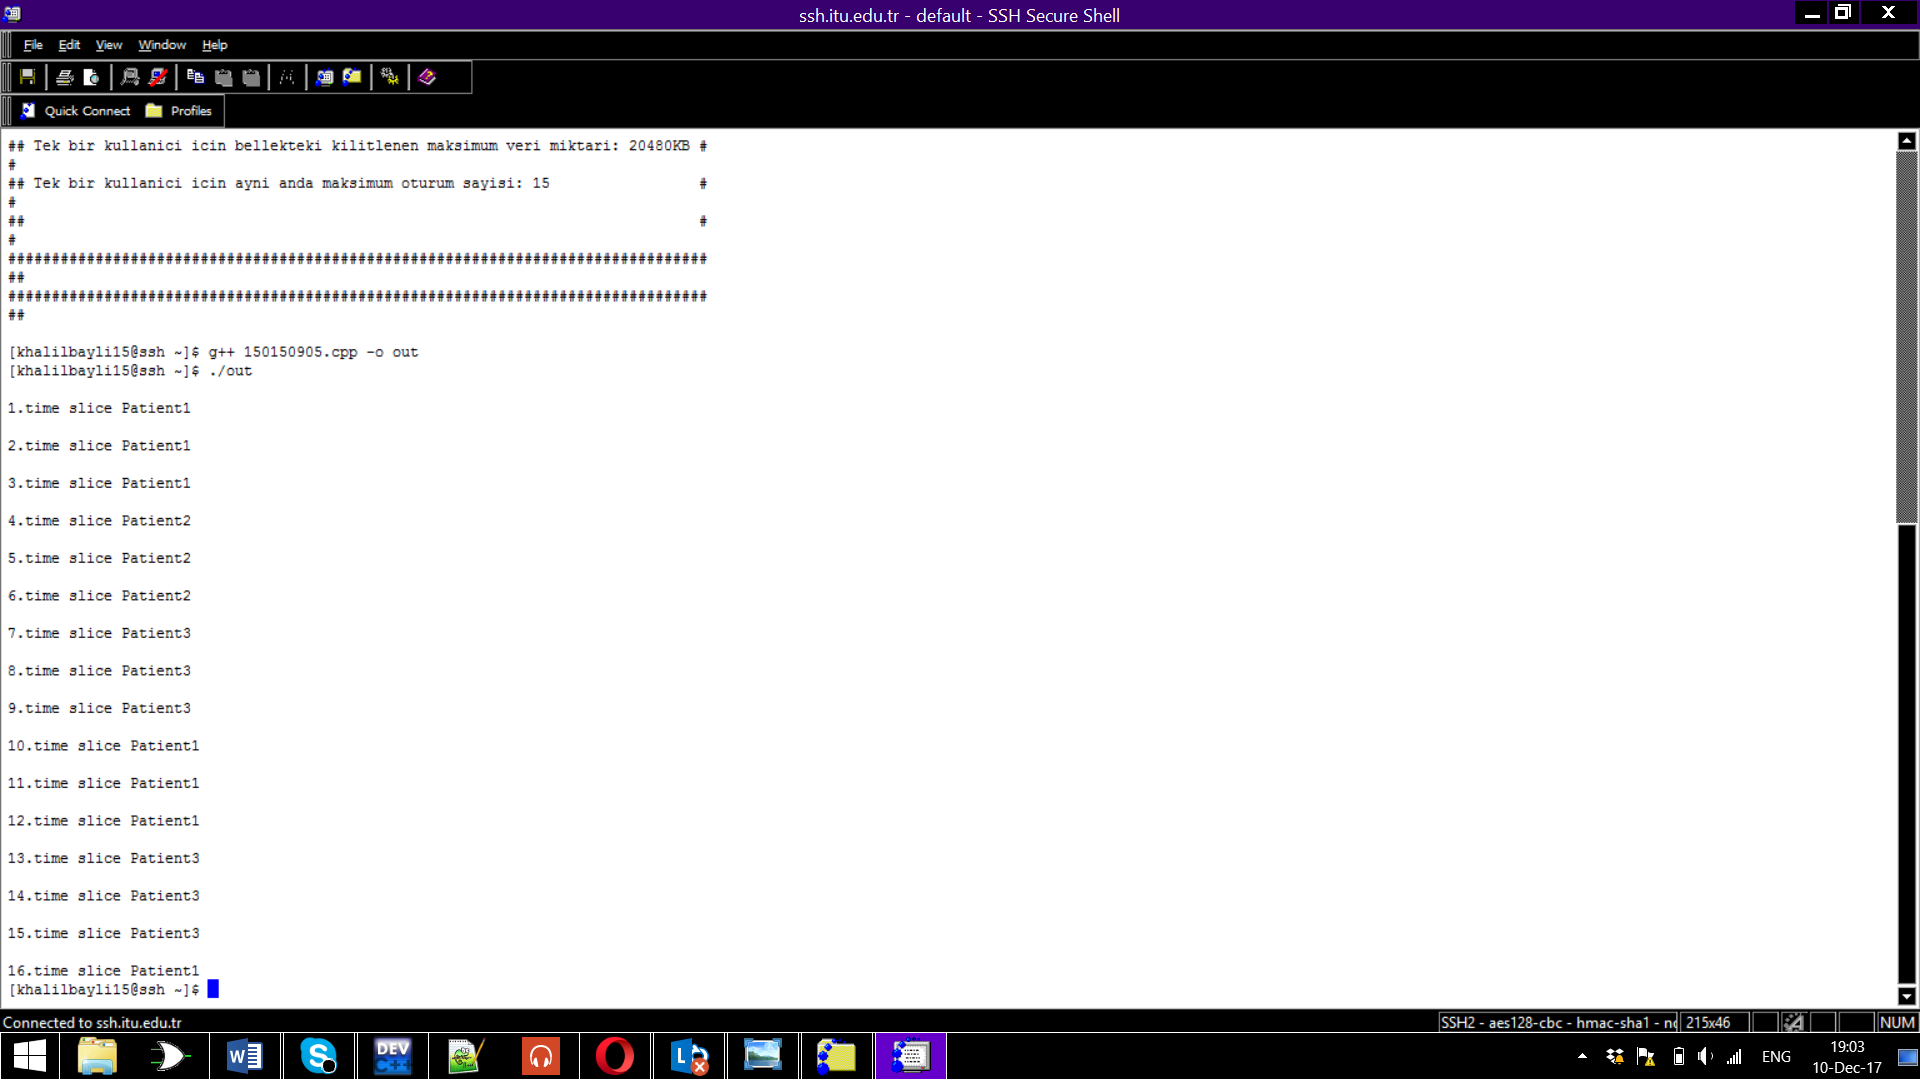 ssh.itu.edu.tr - default - SSH Secure Shell
File Edit View Window Help
Quick Connect Profiles
## Tek bir kullanici icin bellekteki kilitlenen maksimum veri miktari: 20480KB #
#
## Tek bir kullanici icin ayni anda maksimum oturum sayisi: 15 #
#
## #
#
################################################################################
##
################################################################################
##
[khalilbayli15@ssh ~]$ g++ 150150905.cpp -o out
[khalilbayli15@ssh ~]$ ./out
1.time slice Patient1
2.time slice Patient1
3.time slice Patient1
4.time slice Patient2
5.time slice Patient2
6.time slice Patient2
7.time slice Patient3
8.time slice Patient3
9.time slice Patient3
10.time slice Patient1
11.time slice Patient1
12.time slice Patient1
13.time slice Patient3
14.time slice Patient3
15.time slice Patient3
16.time slice Patient1
[khalilbayli15@ssh ~]$
Connected to ssh.itu.edu.tr SSH2 - aes128-cbc - hmac-sha1 - no 215x46 NUM
DEV C++
ENG 19:03
10-Dec-17